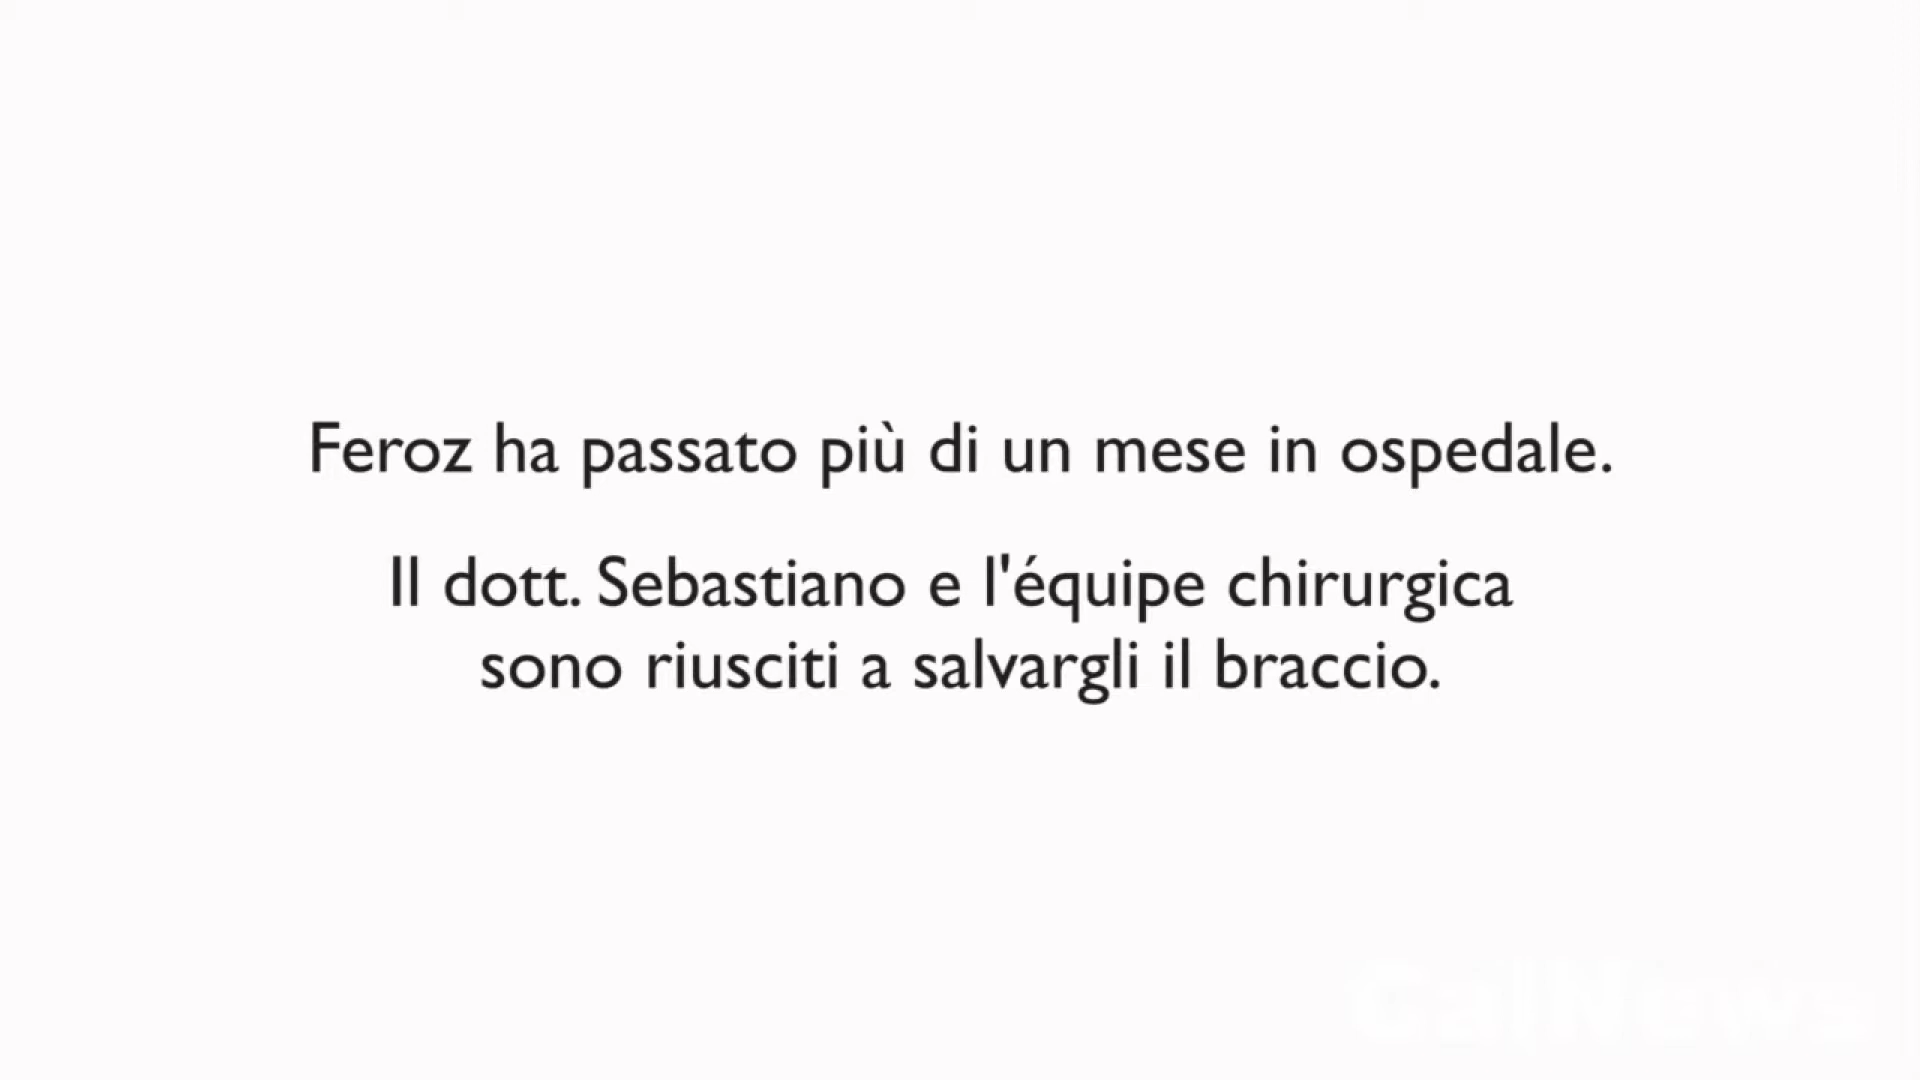 Feroz ha passato più di un mese in ospedale.
Il dott. Sebastiano e l'équipe chirurgica
sono riusciti a salvargli il braccio.
CalNews